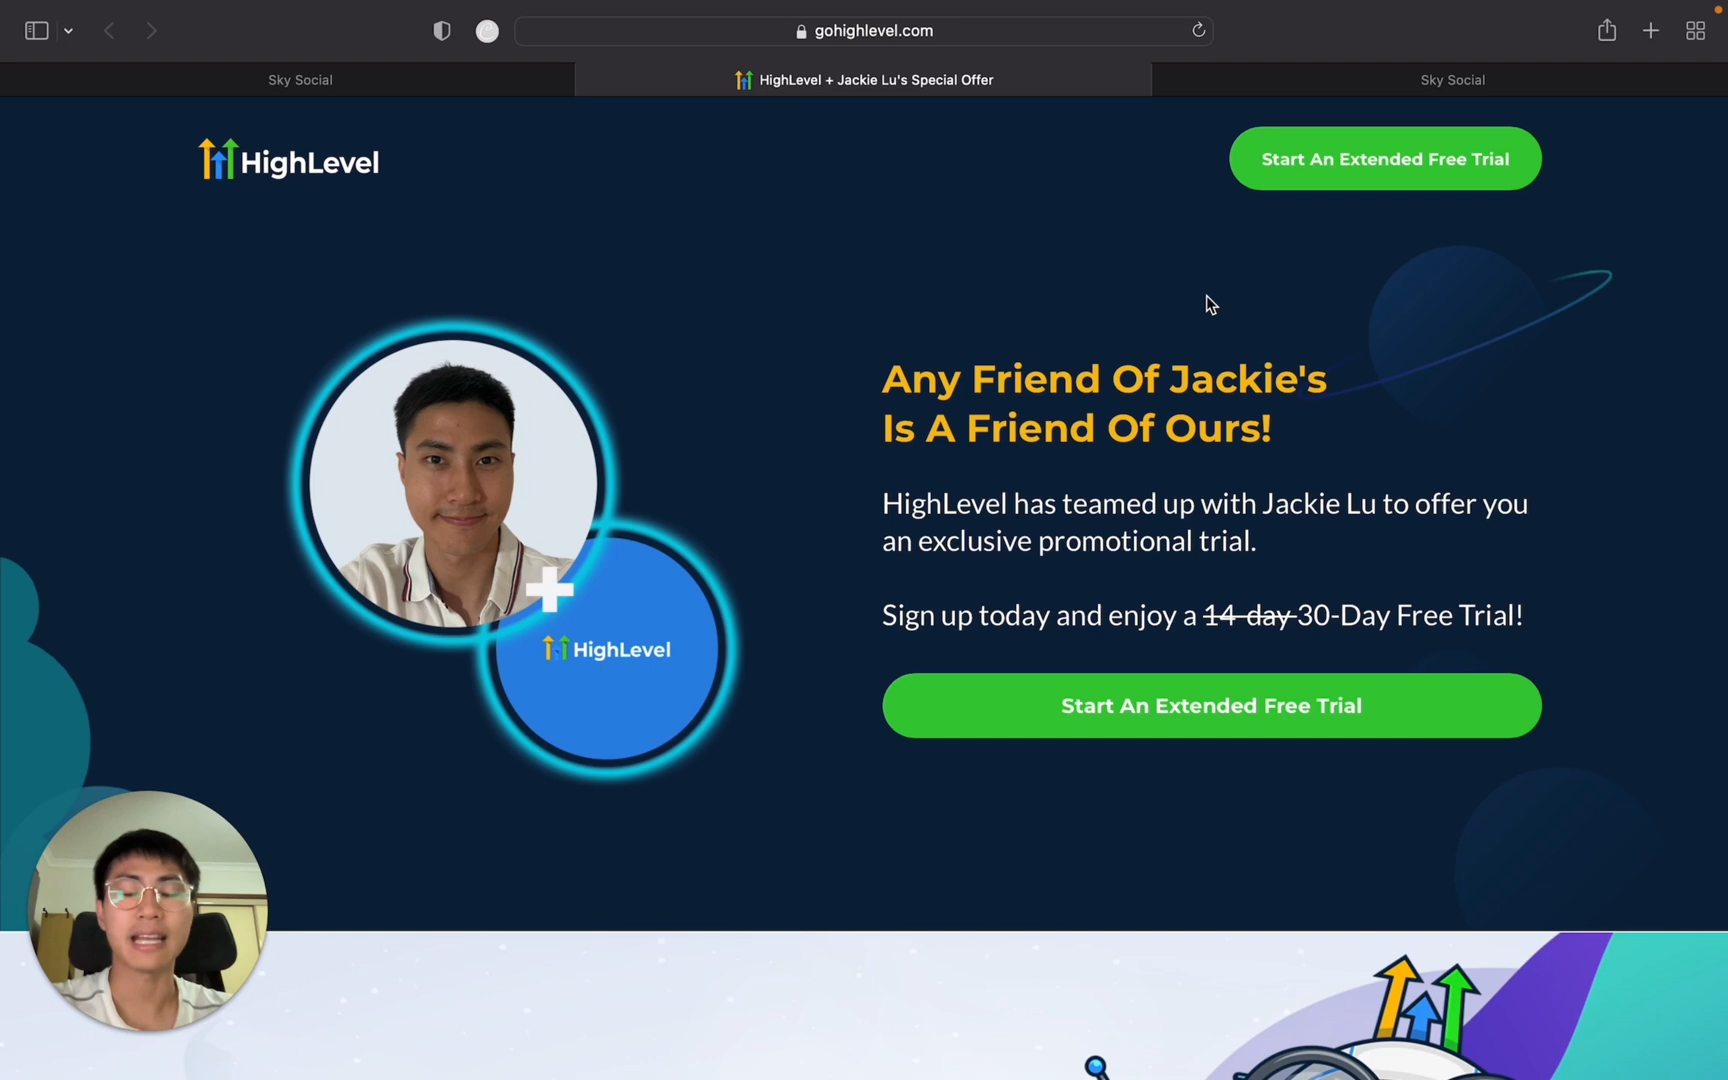 gohighlevel.com
Sky Social
HighLevel + Jackie Lu's Special Offer
Sky Social
HighLevel
Start An Extended Free Trial
Any Friend Of Jackie's
Is A Friend Of Ours!
HighLevel has teamed up with Jackie Lu to offer you
an exclusive promotional trial.
Sign up today and enjoy a 14-day 30-Day Free Trial!
HighLevel
Start An Extended Free Trial